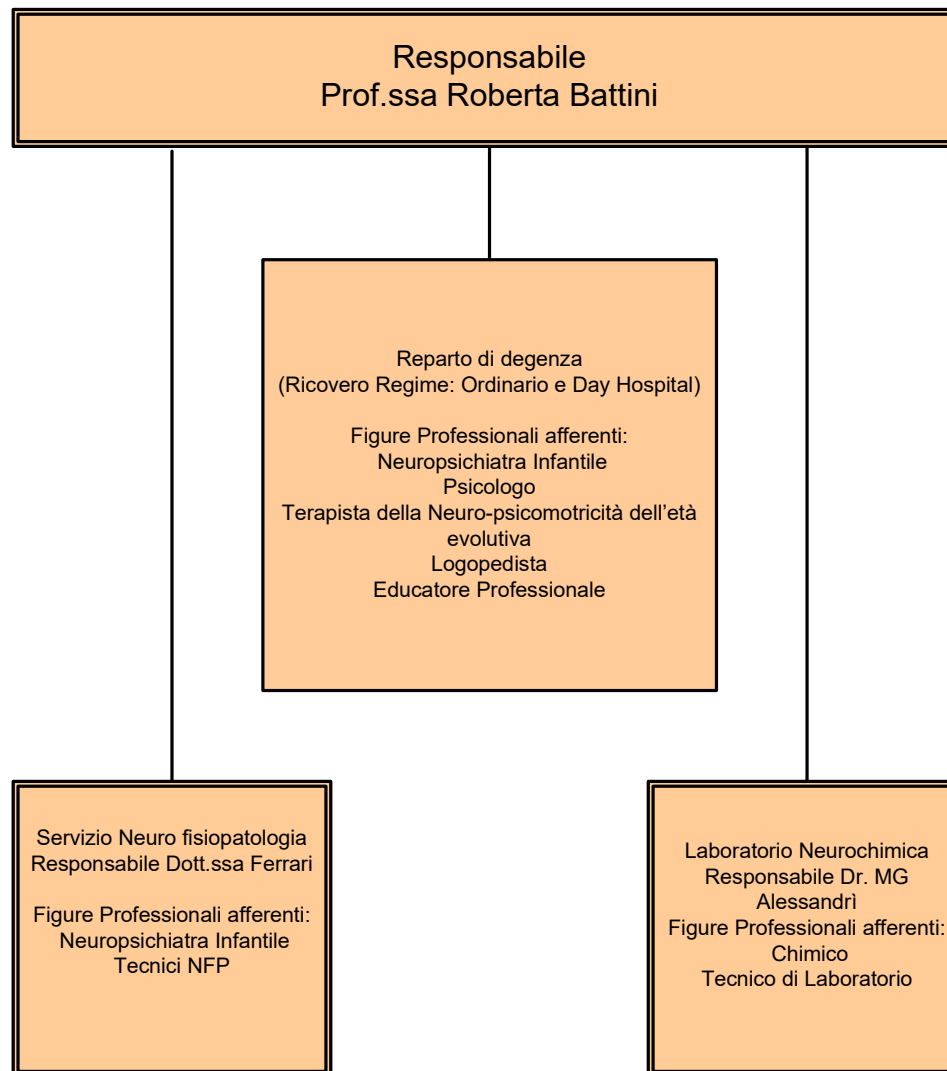 Responsabile
Prof.ssa Roberta Battini
Reparto di degenza
(Ricovero Regime: Ordinario e Day Hospital)
Figure Professionali afferenti:
Neuropsichiatra Infantile
Psicologo
Terapista della Neuro-psicomotricità dell'età
evolutiva
Logopedista
Educatore Professionale
Servizio Neuro fisiopatologia
Responsabile Dott.ssa Ferrari
Figure Professionali afferenti:
Neuropsichiatra Infantile
Tecnici NFP
Laboratorio Neurochimica
Responsabile Dr. MG
Alessandrì
Figure Professionali afferenti:
Chimico
Tecnico di Laboratorio